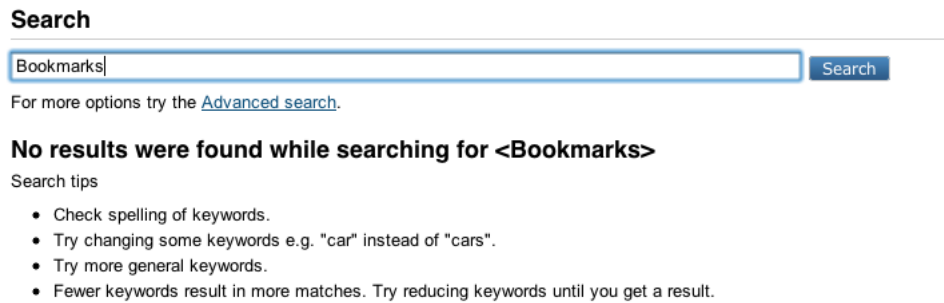 Search
Bookmarks
Search
For more options try the Advanced search.
No results were found while searching for <Bookmarks>
Search tips
• Check spelling of keywords.
• Try changing some keywords e.g. "car" instead of "cars".
• Try more general keywords.
• Fewer keywords result in more matches. Try reducing keywords until you get a result.